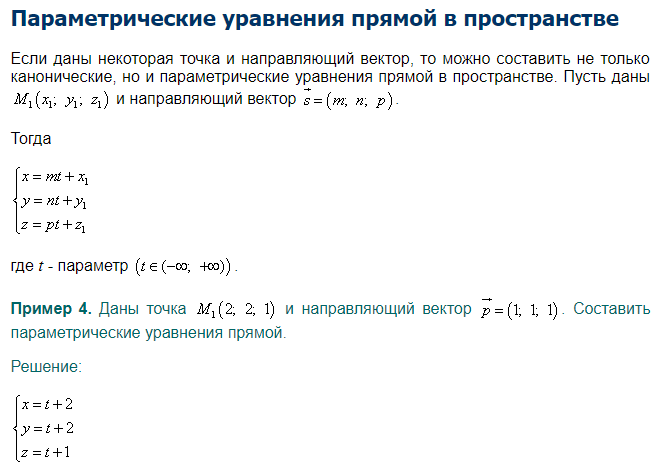 Параметрические уравнения прямой в пространстве
Если даны некоторая точка и направляющий вектор, то можно составить не только
канонические, но и параметрические уравнения прямой в пространстве. Пусть даны
M₁(x₁; y₁; z₁) и направляющий вектор s⃗ = (m; n; p).
Тогда
{x = mt + x₁
y = nt + y₁
z = pt + z₁
где t - параметр (t ∈ (−∞; +∞)).
Пример 4. Даны точка M₁(2; 2; 1) и направляющий вектор p⃗ = (1; 1; 1). Составить
параметрические уравнения прямой.
Решение:
{x = t + 2
y = t + 2
z = t + 1